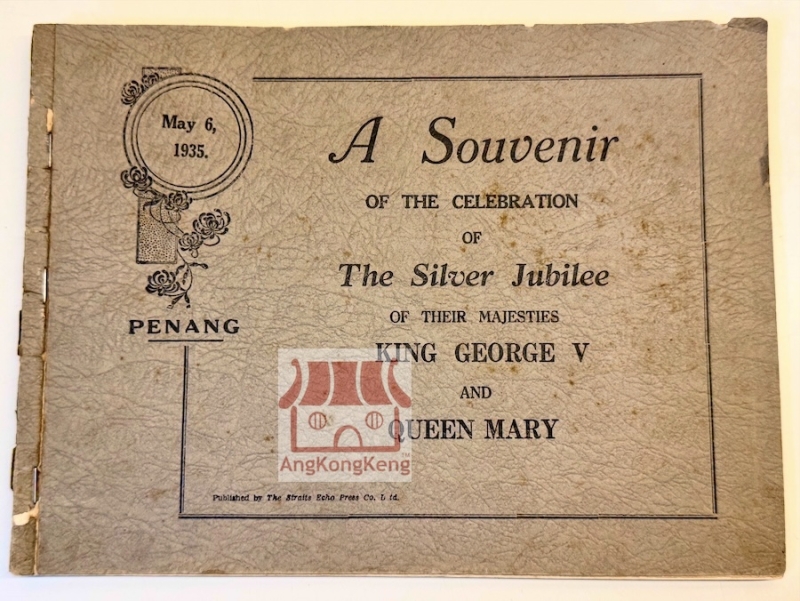 May 6,
1935.
PENANG
A Souvenir
OF THE CELEBRATION
OF
The Silver Jubilee
OF THEIR MAJESTIES
KING GEORGE V
AND
QUEEN MARY
AngKongKeng™
Published by The Straits Echo Press Co. Ltd.